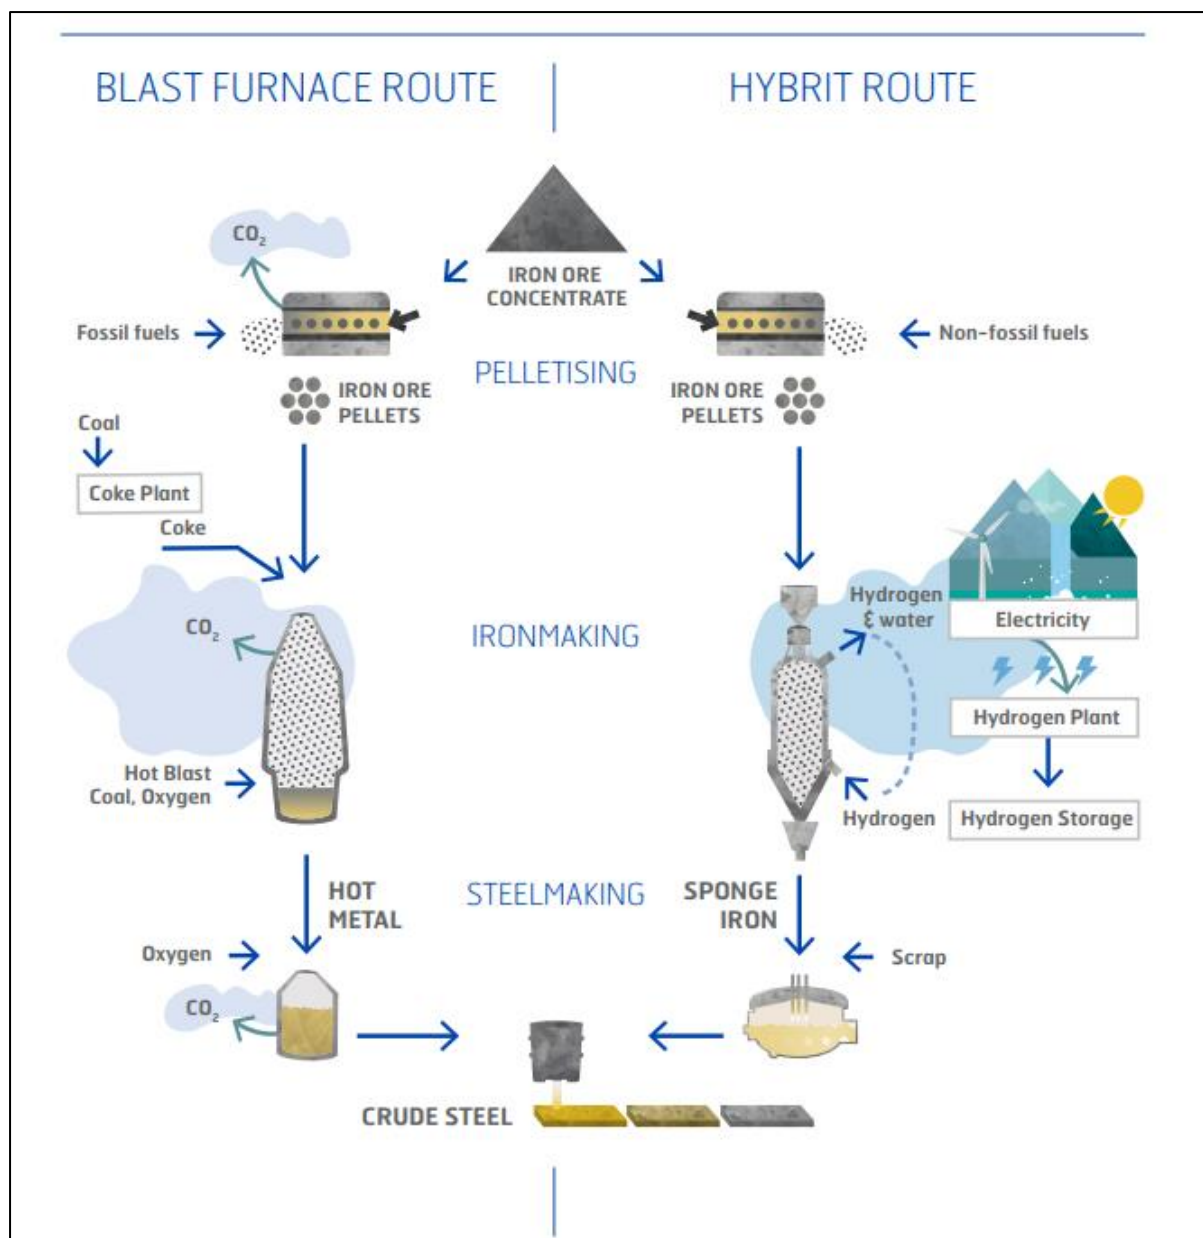 BLAST FURNACE ROUTE
HYBRIT ROUTE
CO₂
IRON ORE
CONCENTRATE
Fossil fuels
Non-fossil fuels
PELLETISING
IRON ORE
PELLETS
IRON ORE
PELLETS
Coal
Coke Plant
Coke
CO₂
IRONMAKING
Hydrogen
& water
Electricity
Hydrogen Plant
Hot Blast
Coal, Oxygen
Hydrogen
Hydrogen Storage
HOT
METAL
STEELMAKING
SPONGE
IRON
Oxygen
Scrap
CO₂
CRUDE STEEL